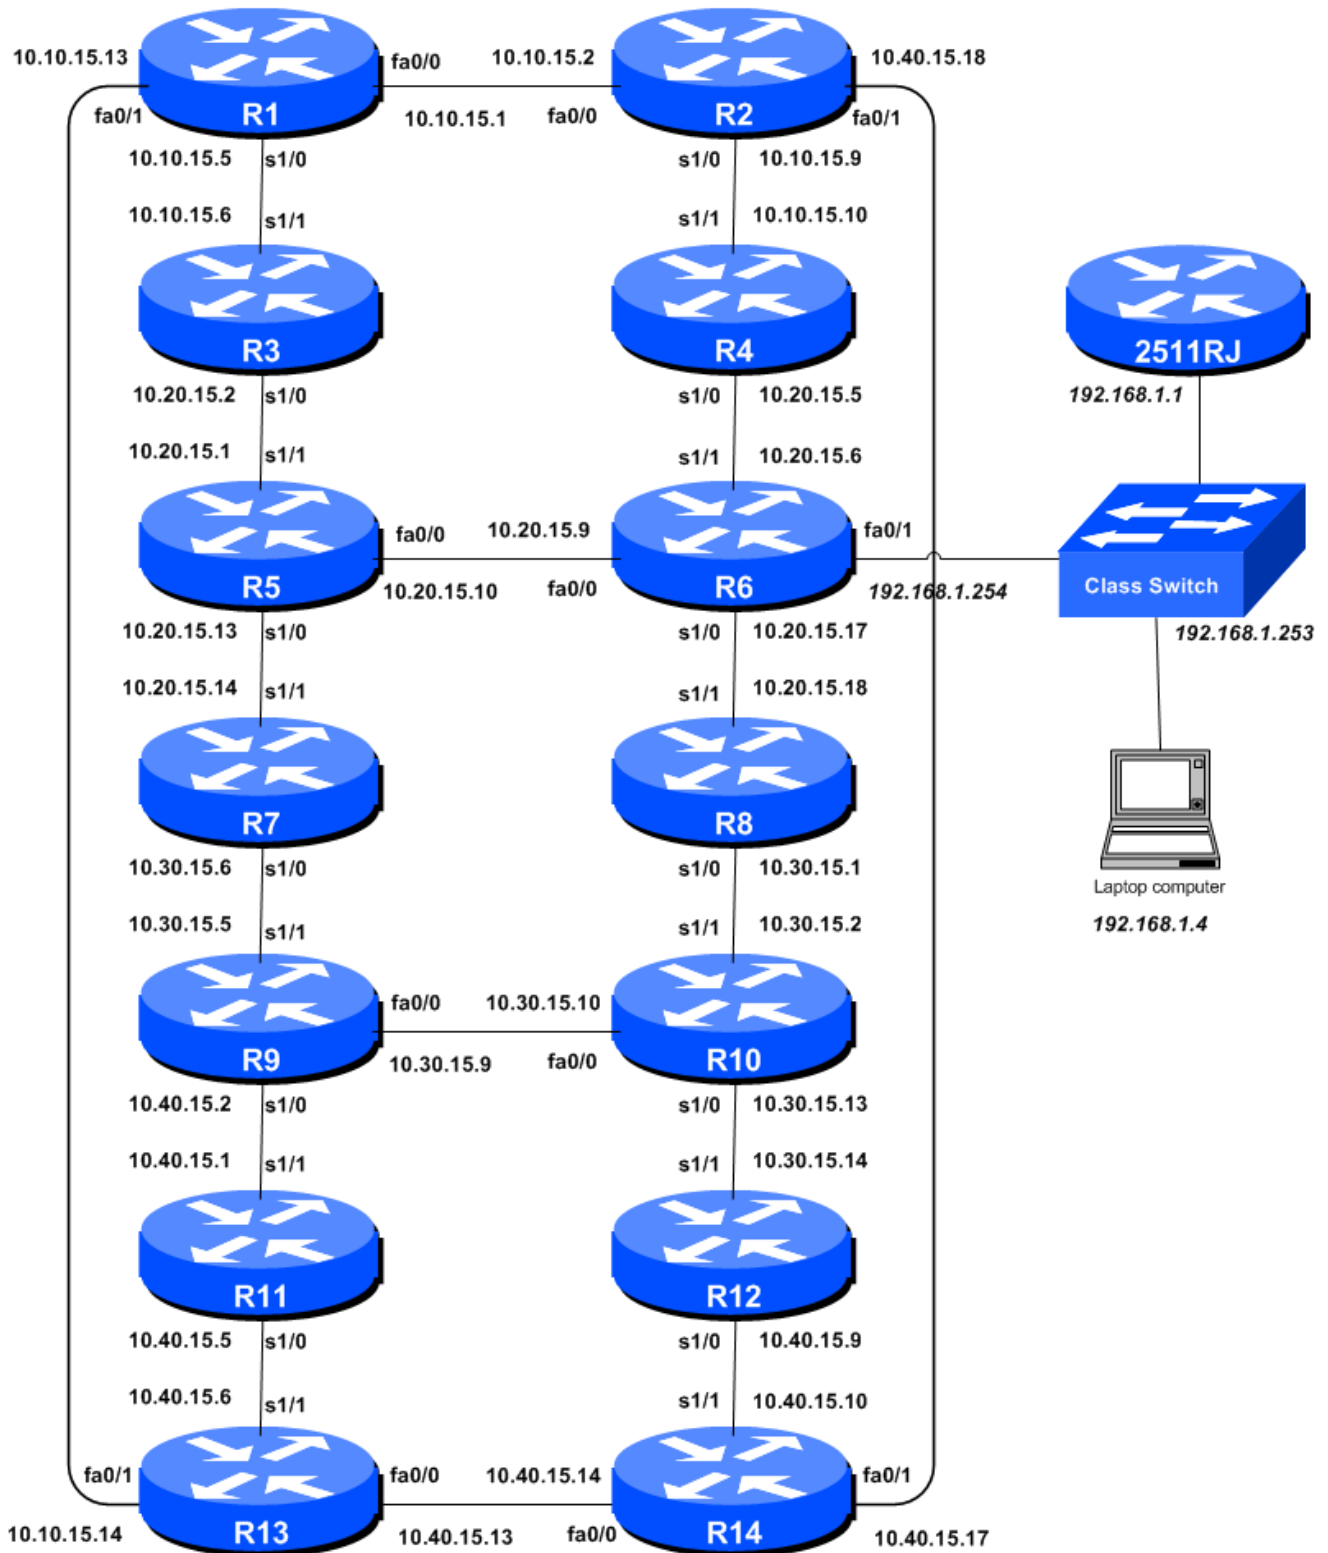 10.10.15.13
fa0/0
10.10.15.2
10.40.15.18
fa0/1
R1
10.10.15.1
fa0/0
R2
fa0/1
10.10.15.5
s1/0
s1/0
10.10.15.9
10.10.15.6
s1/1
s1/1
10.10.15.10
R3
R4
2511RJ
10.20.15.2
s1/0
s1/0
10.20.15.5
192.168.1.1
10.20.15.1
s1/1
s1/1
10.20.15.6
fa0/0
10.20.15.9
fa0/1
R5
10.20.15.10
fa0/0
R6
192.168.1.254
Class Switch
10.20.15.13
s1/0
s1/0
10.20.15.17
192.168.1.253
10.20.15.14
s1/1
s1/1
10.20.15.18
R7
R8
10.30.15.6
s1/0
s1/0
10.30.15.1
Laptop computer
10.30.15.5
s1/1
s1/1
10.30.15.2
192.168.1.4
fa0/0
10.30.15.10
R9
10.30.15.9
fa0/0
R10
10.40.15.2
s1/0
s1/0
10.30.15.13
10.40.15.1
s1/1
s1/1
10.30.15.14
R11
R12
10.40.15.5
s1/0
s1/0
10.40.15.9
10.40.15.6
s1/1
s1/1
10.40.15.10
fa0/1
fa0/0
10.40.15.14
fa0/1
10.10.15.14
R13
10.40.15.13
fa0/0
R14
10.40.15.17